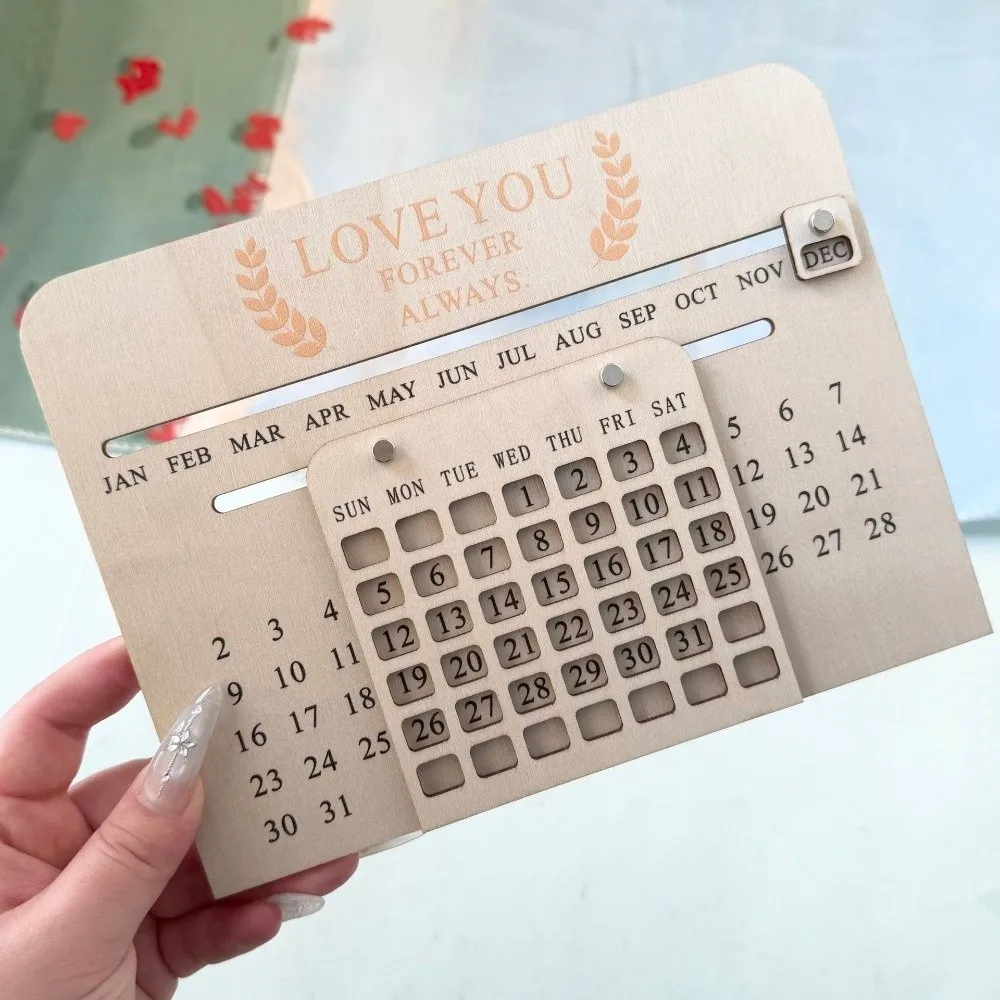 LOVE YOU
FOREVER
ALWAYS.
JAN FEB MAR APR MAY JUN JUL AUG SEP OCT NOV DEC
SUN MON TUE WED THU FRI SAT
1 2 3 4 5 6 7
2 3 4 5 6 7 8 9 10 11 12 13 14
9 10 11 12 13 14 15 16 17 18 19 20 21
16 17 18 19 20 21 22 23 24 25 26 27 28
23 24 25 26 27 28 29 30 31
30 31